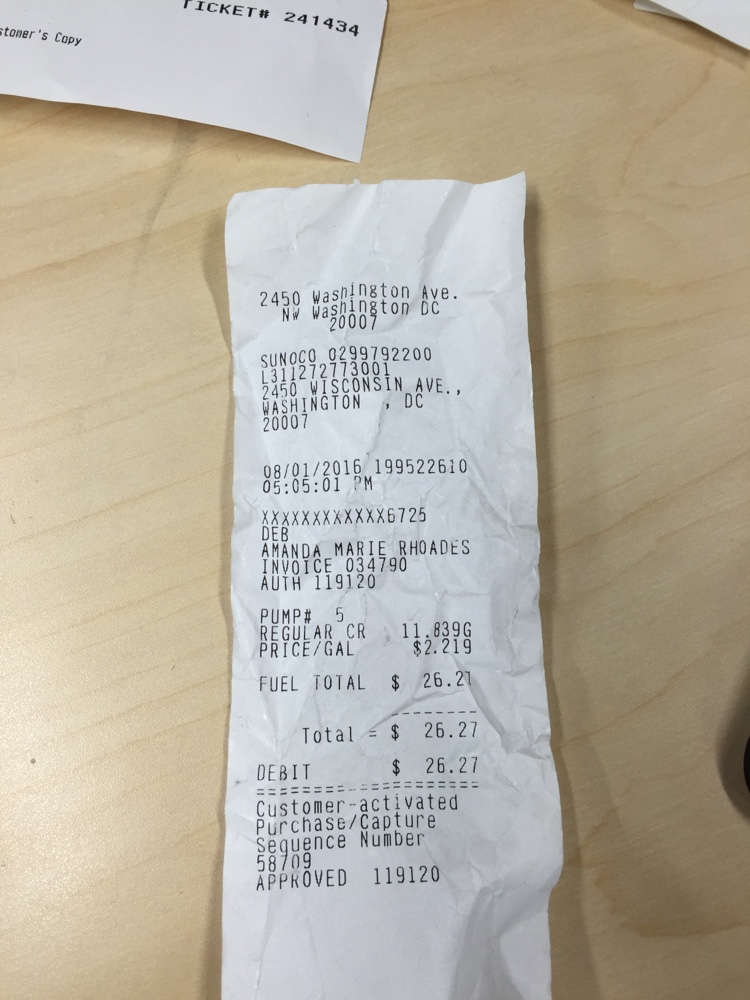 TICKET# 241434
stomer's Copy
2450 Washington Ave.
NW Washington DC
20007
SUNOCO 0299792200
L311272773001
2450 WISCONSIN AVE.,
WASHINGTON , DC
20007
08/01/2016 199522610
05:05:01 PM
XXXXXXXXXXXX6725
DEB
AMANDA MARIE RHOADES
INVOICE 034790
AUTH 119120
PUMP# 5
REGULAR CR 11.839G
PRICE/GAL $2.219
FUEL TOTAL $ 26.27
--------
Total = $ 26.27
DEBIT $ 26.27
=========================
Customer-activated
Purchase/Capture
Sequence Number
58709
APPROVED 119120